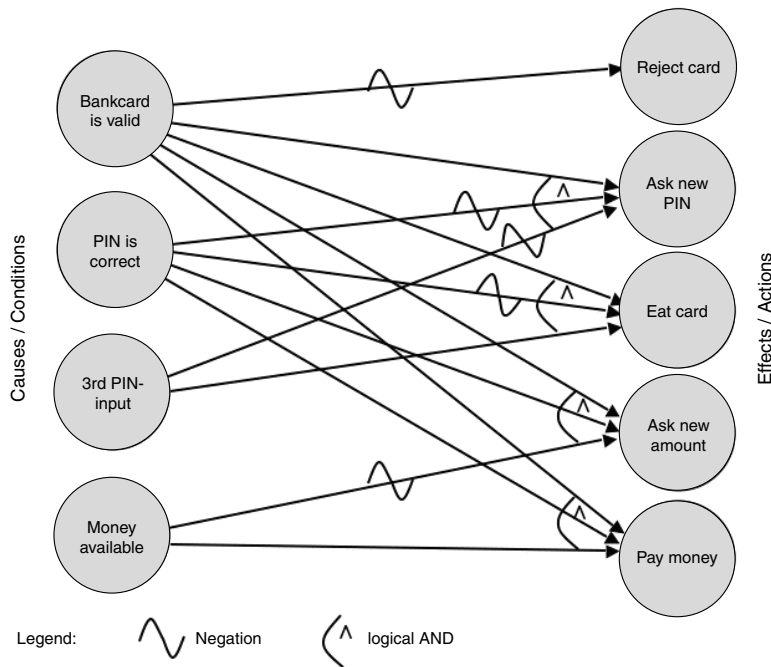 Causes / Conditions
Bankcard
is valid
PIN is
correct
3rd PIN-
input
Money
available
Reject card
Ask new
PIN
Eat card
Ask new
amount
Pay money
Effects / Actions
^
^
^
^
Legend:
Negation
^
logical AND